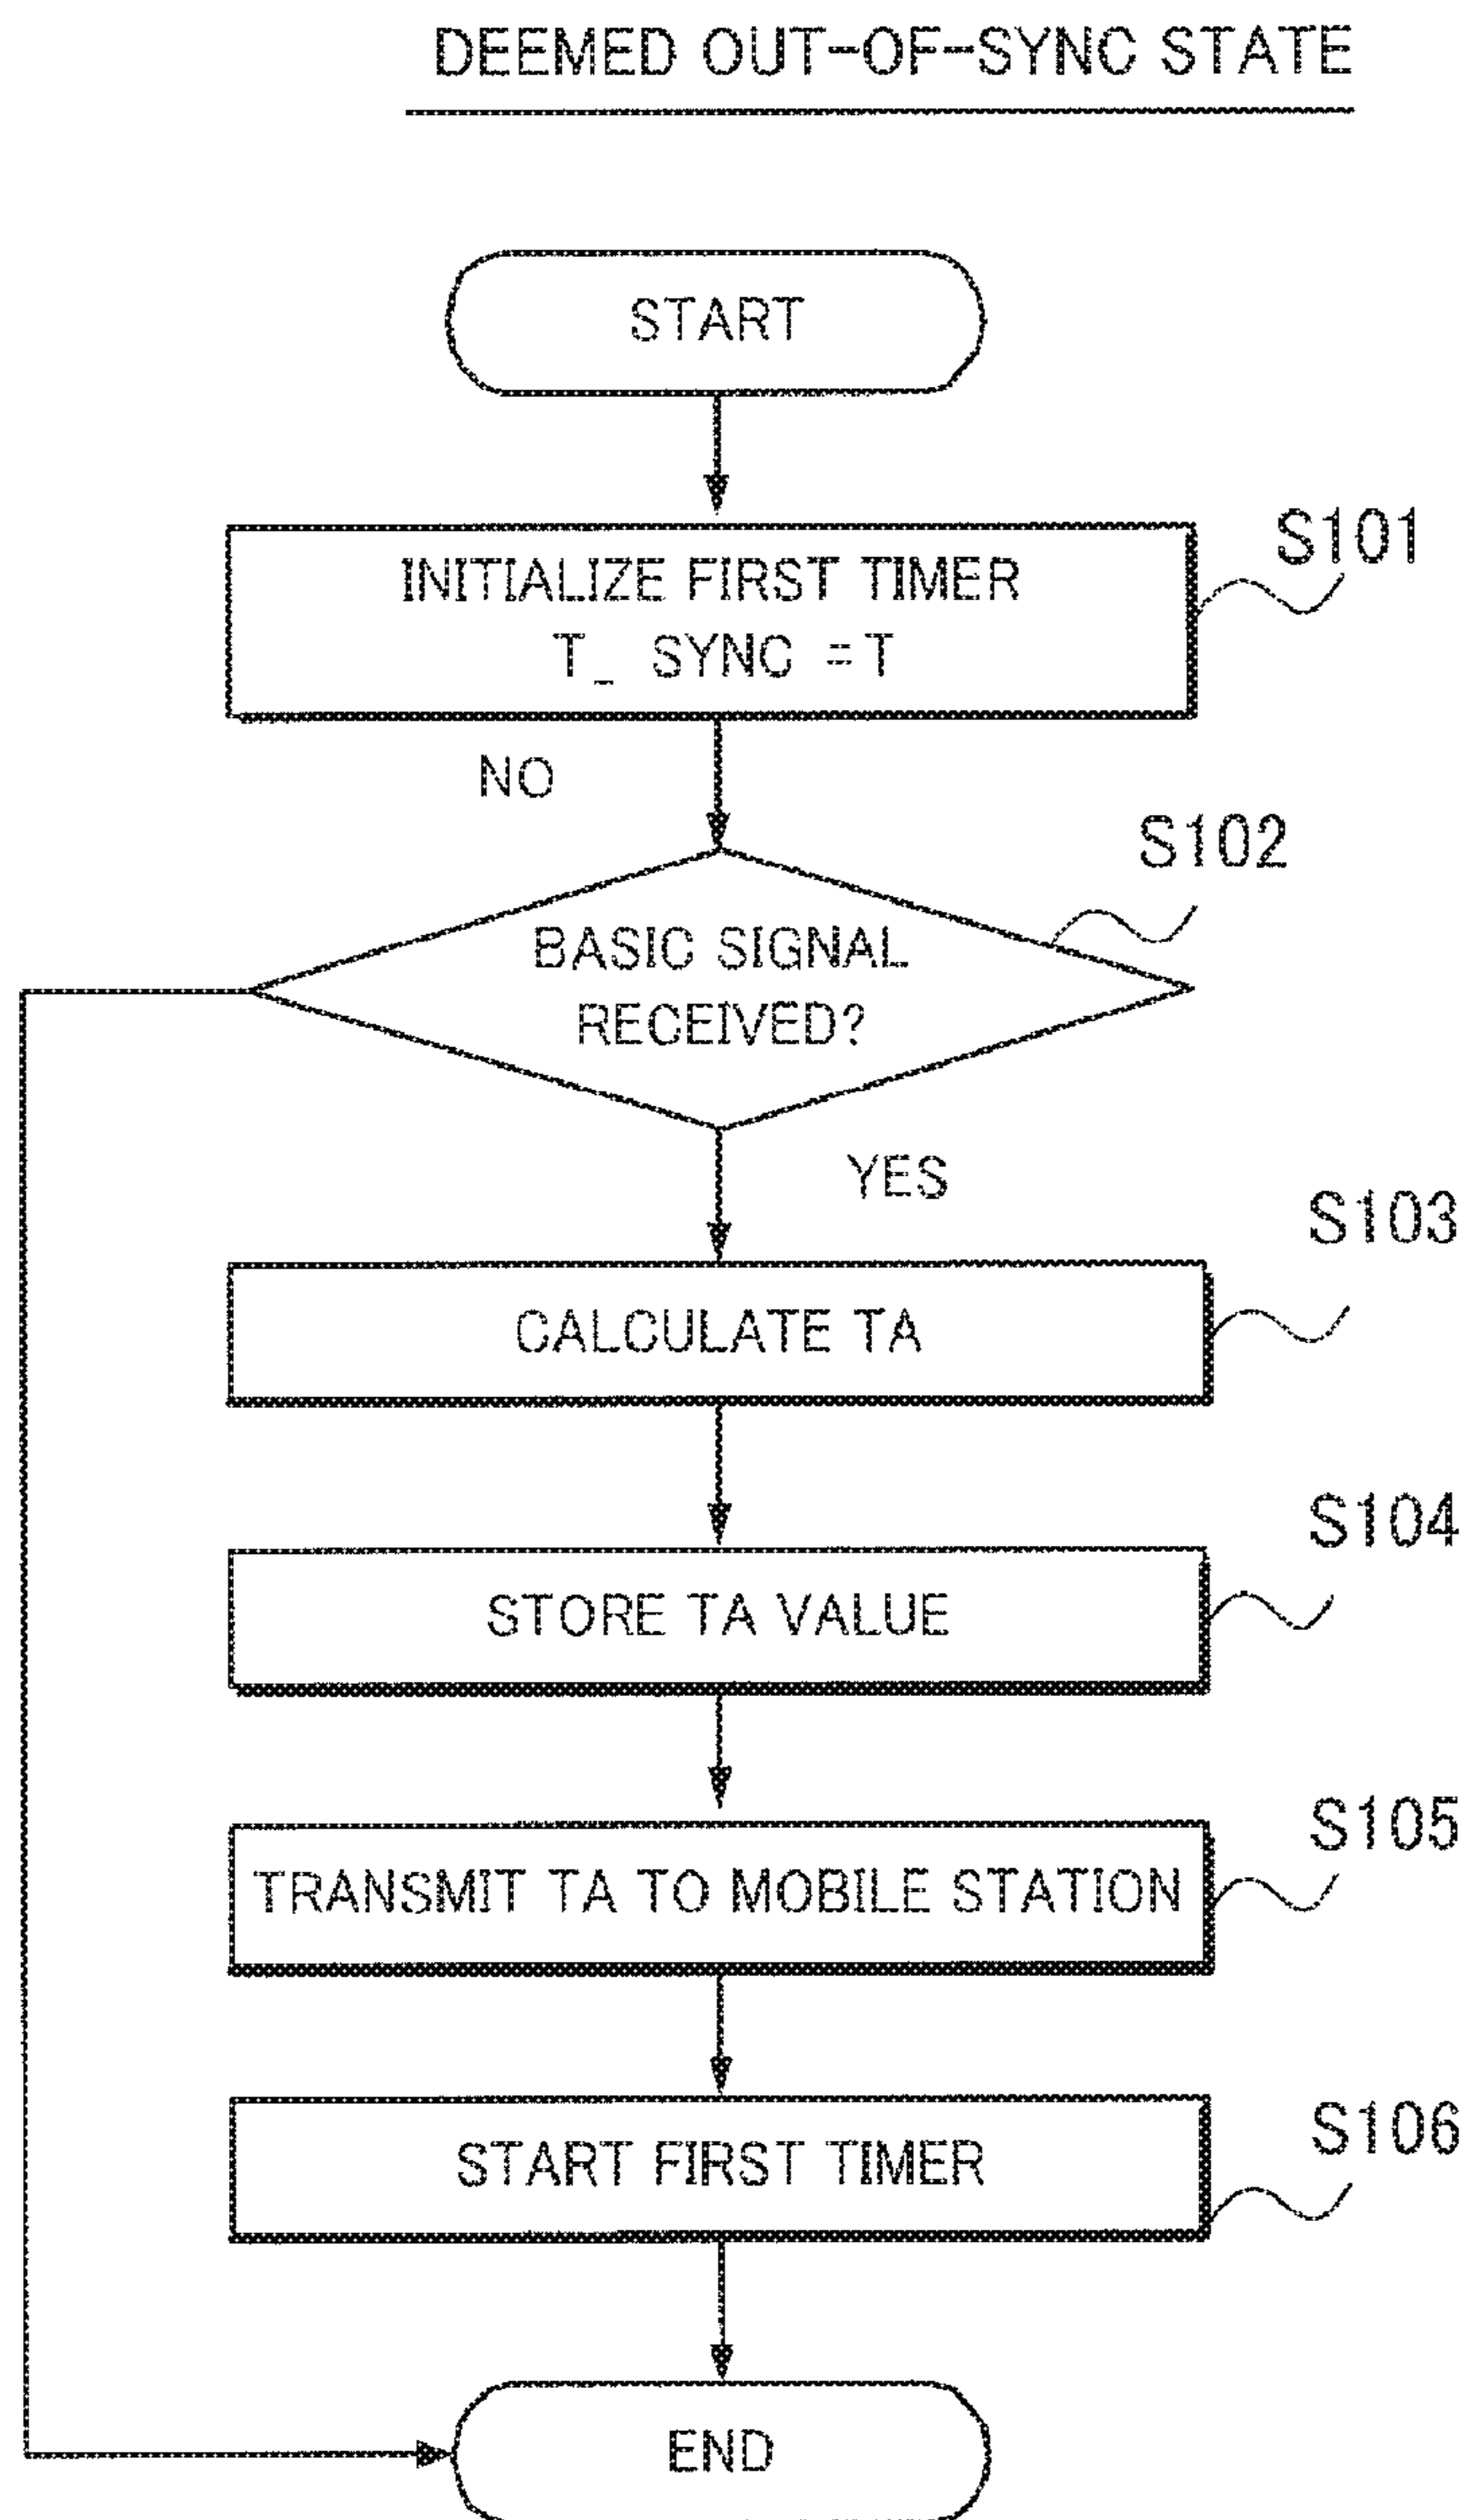 DEEMED OUT-OF-SYNC STATE
START
S101
INITIALIZE FIRST TIMER
T_ SYNC =T
NO
S102
BASIC SIGNAL
RECEIVED?
YES
S103
CALCULATE TA
S104
STORE TA VALUE
S105
TRANSMIT TA TO MOBILE STATION
S106
START FIRST TIMER
END